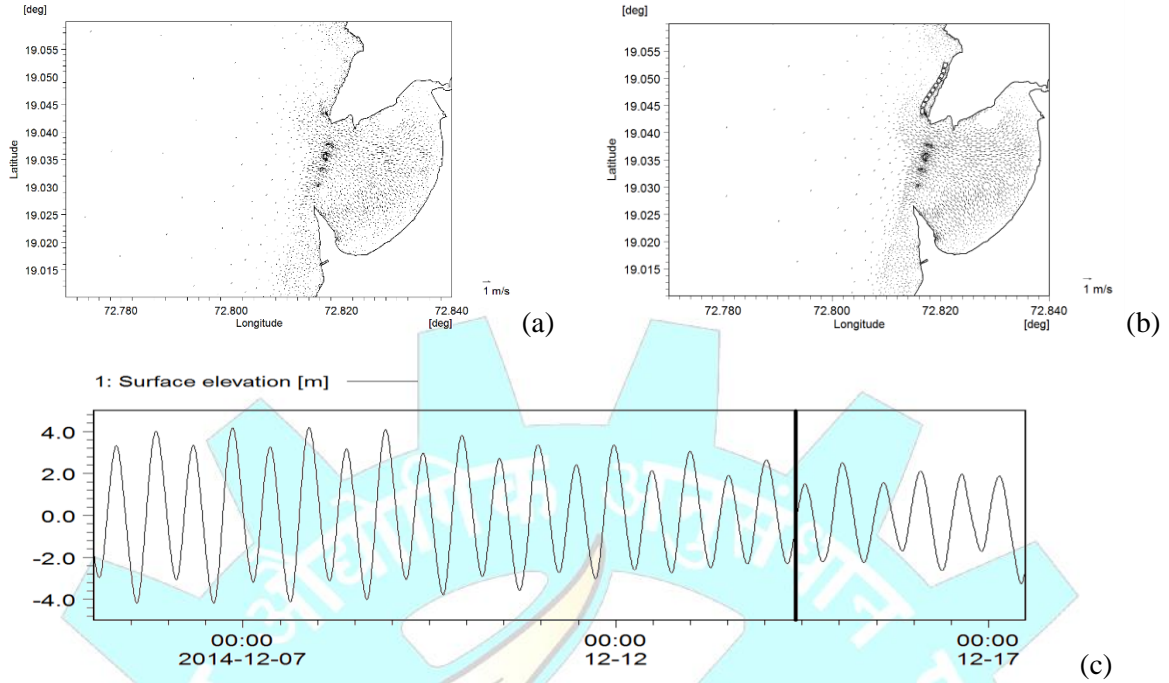 [deg]
19.055
19.050
19.045
19.040
19.035
19.030
19.025
19.020
19.015
Latitude
72.780
72.800
72.820
72.840
Longitude
[deg]
1 m/s
(a)
[deg]
19.055
19.050
19.045
19.040
19.035
19.030
19.025
19.020
19.015
Latitude
72.780
72.800
72.820
72.840
Longitude
[deg]
1 m/s
(b)
1: Surface elevation [m]
4.0
2.0
0.0
-2.0
-4.0
00:00
00:00
00:00
2014-12-07
12-12
12-17
(c)
औद्योगिक अनुसंधान